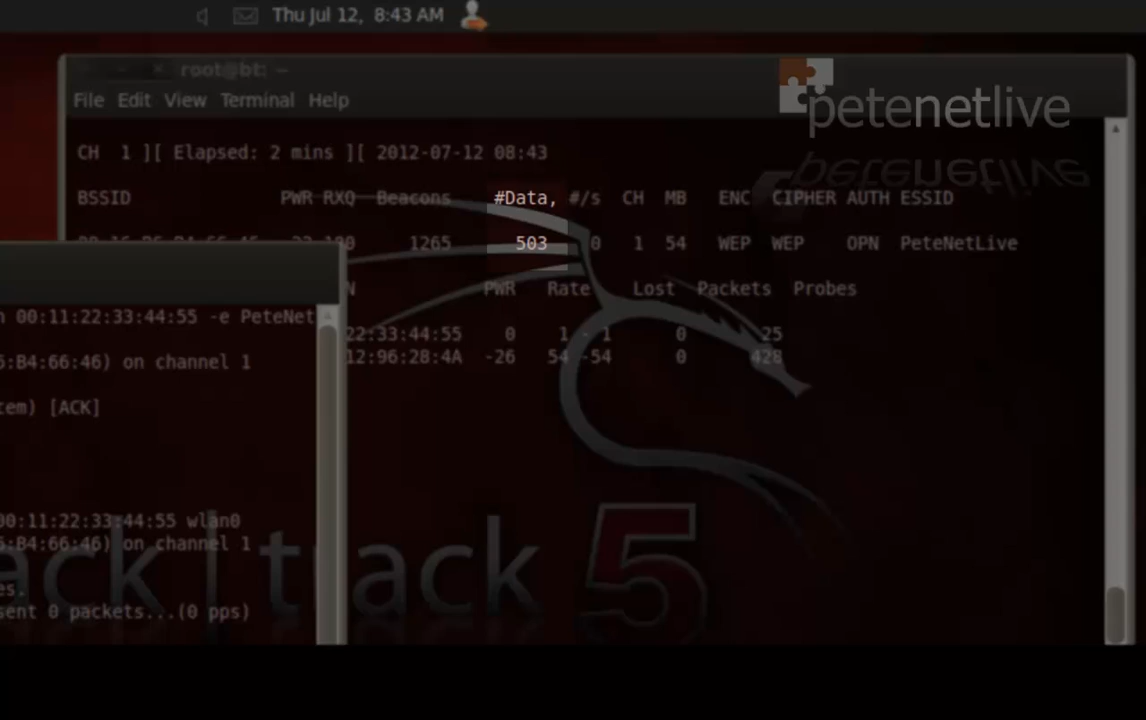 Thu Jul 12, 8:43 AM
root@bt: ~
File Edit View Terminal Help
petenetlive
CH 1 ][ Elapsed: 2 mins ][ 2012-07-12 08:43
BSSID PWR RXQ Beacons #Data, #/s CH MB ENC CIPHER AUTH ESSID
1265 503 0 1 54 WEP WEP OPN PeteNetLive
PWR Rate Lost Packets Probes
22:33:44:55 0 1 - 1 0 25
12:96:28:4A -26 54 -54 0 428
00:11:22:33:44:55 -e PeteNet
:B4:66:46) on channel 1
tem) [ACK]
00:11:22:33:44:55 wlan0
:B4:66:46) on channel 1
es.
sent 0 packets...(0 pps)
ack | track 5